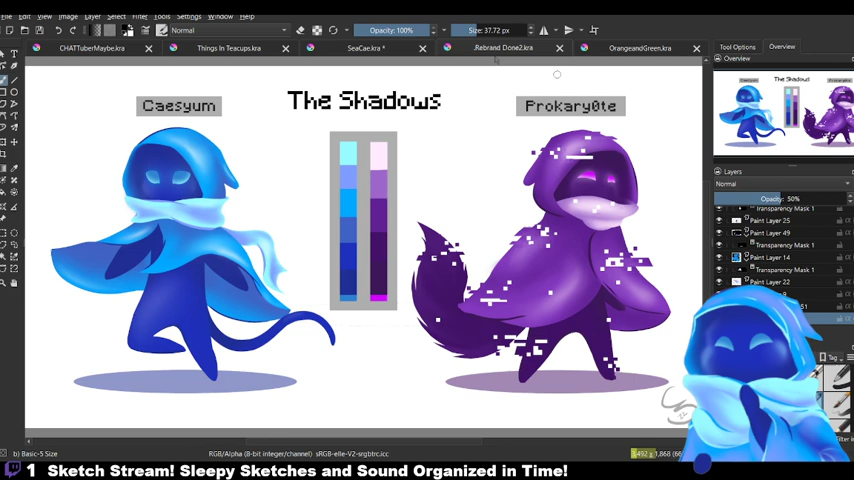 File Edit View Image Layer Select Filter Tools Settings Window Help
Normal
Opacity: 100%
Size: 37.72 px
CHATTuberMaybe.kra
Things In Teacups.kra
SeaCae.kra *
.Rebrand Done2.kra
OrangeandGreen.kra
Tool Options
Overview
Overview
Caesyum
The Shadows
Prokary0te
Layers
Normal
Opacity: 50%
Transparency Mask 1
Paint Layer 25
Paint Layer 49
Transparency Mask 1
Paint Layer 14
Transparency Mask 1
Paint Layer 22
51
Tag
b) Basic-5 Size
RGB/Alpha (8-bit integer/channel) sRGB-elle-V2-srgbtrc.icc
1 Sketch Stream! Sleepy Sketches and Sound Organized in Time!